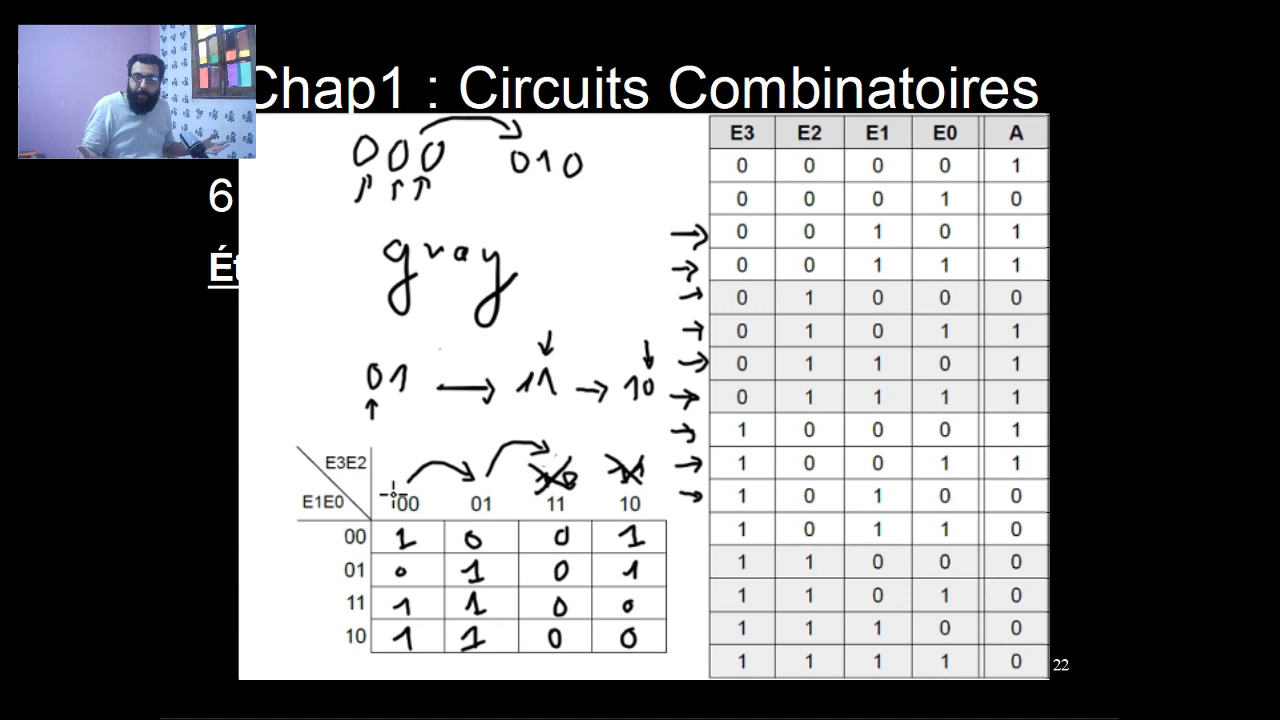 Chap1 : Circuits Combinatoires
6
Ét
000 010
gray
01 → 11 → 10
E3E2
E1E0 00 01 11 10
00 1 0 0 1
01 0 1 0 1
11 1 1 0 0
10 1 1 0 0
E3 E2 E1 E0 A
0 0 0 0 1
0 0 0 1 0
0 0 1 0 1
0 0 1 1 1
0 1 0 0 0
0 1 0 1 1
0 1 1 0 1
0 1 1 1 1
1 0 0 0 1
1 0 0 1 1
1 0 1 0 0
1 0 1 1 0
1 1 0 0 0
1 1 0 1 0
1 1 1 0 0
1 1 1 1 0
22